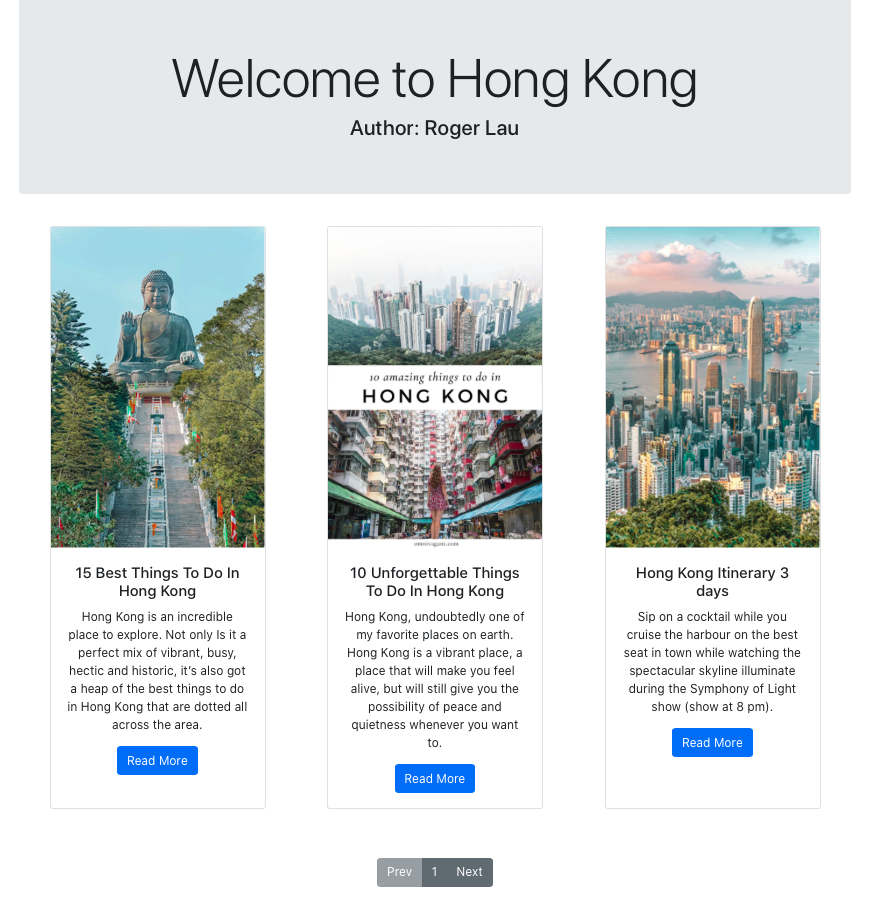 Welcome to Hong Kong
Author: Roger Lau
10 amazing things to do in
HONG KONG
15 Best Things To Do In
Hong Kong
Hong Kong is an incredible
place to explore. Not only Is it a
perfect mix of vibrant, busy,
hectic and historic, it's also got
a heap of the best things to do
in Hong Kong that are dotted all
across the area.
Read More
10 Unforgettable Things
To Do In Hong Kong
Hong Kong, undoubtedly one of
my favorite places on earth.
Hong Kong is a vibrant place, a
place that will make you feel
alive, but will still give you the
possibility of peace and
quietness whenever you want
to.
Read More
Hong Kong Itinerary 3
days
Sip on a cocktail while you
cruise the harbour on the best
seat in town while watching the
spectacular skyline illuminate
during the Symphony of Light
show (show at 8 pm).
Read More
Prev 1 Next